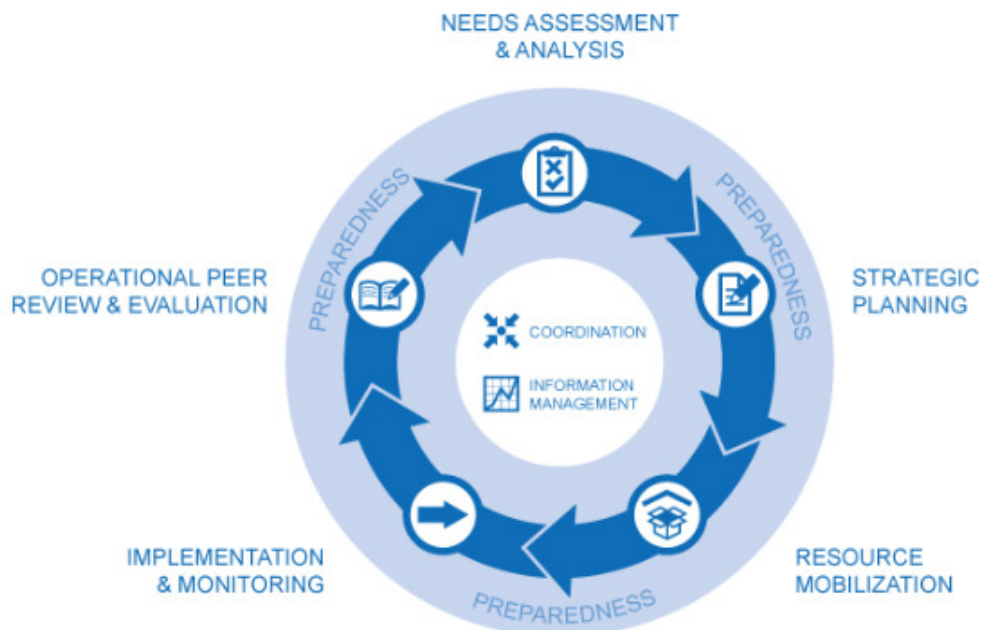 NEEDS ASSESSMENT
& ANALYSIS
PREPAREDNESS
PREPAREDNESS
OPERATIONAL PEER
REVIEW & EVALUATION
STRATEGIC
PLANNING
COORDINATION
INFORMATION
MANAGEMENT
IMPLEMENTATION
& MONITORING
RESOURCE
MOBILIZATION
PREPAREDNESS